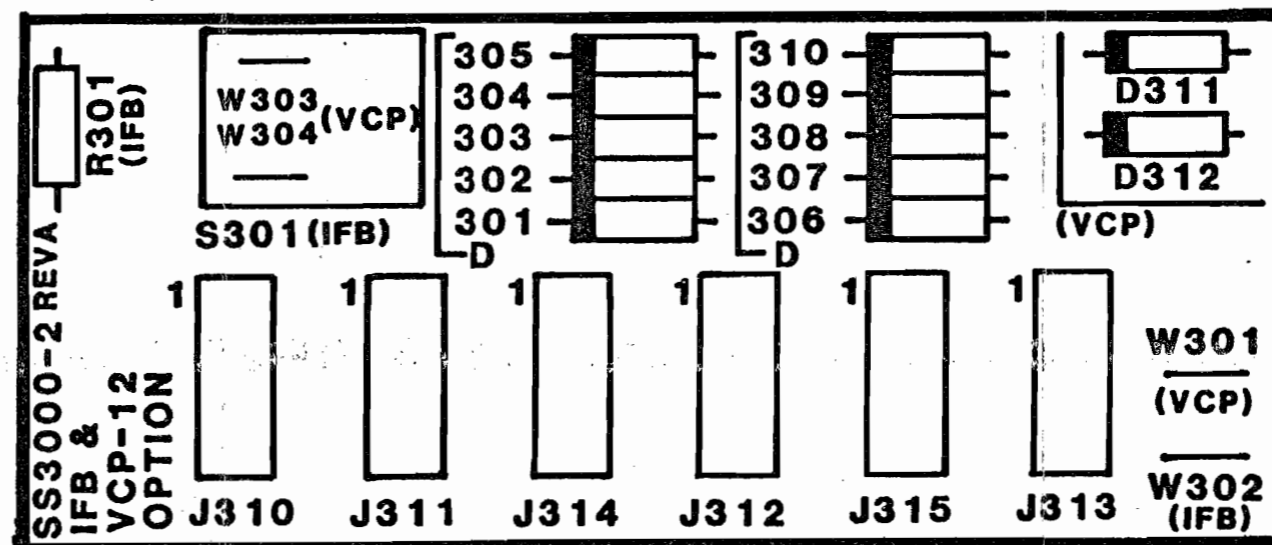 R301
(IFB)
W303
W304
(VCP)
S301 (IFB)
305
304
303
302
301
D
310
309
308
307
306
D
D311
D312
(VCP)
SS3000-2 REVA
IFB &
VCP-12
OPTION
1
J310
1
J311
1
J314
1
J312
1
J315
1
J313
W301
(VCP)
W302
(IFB)